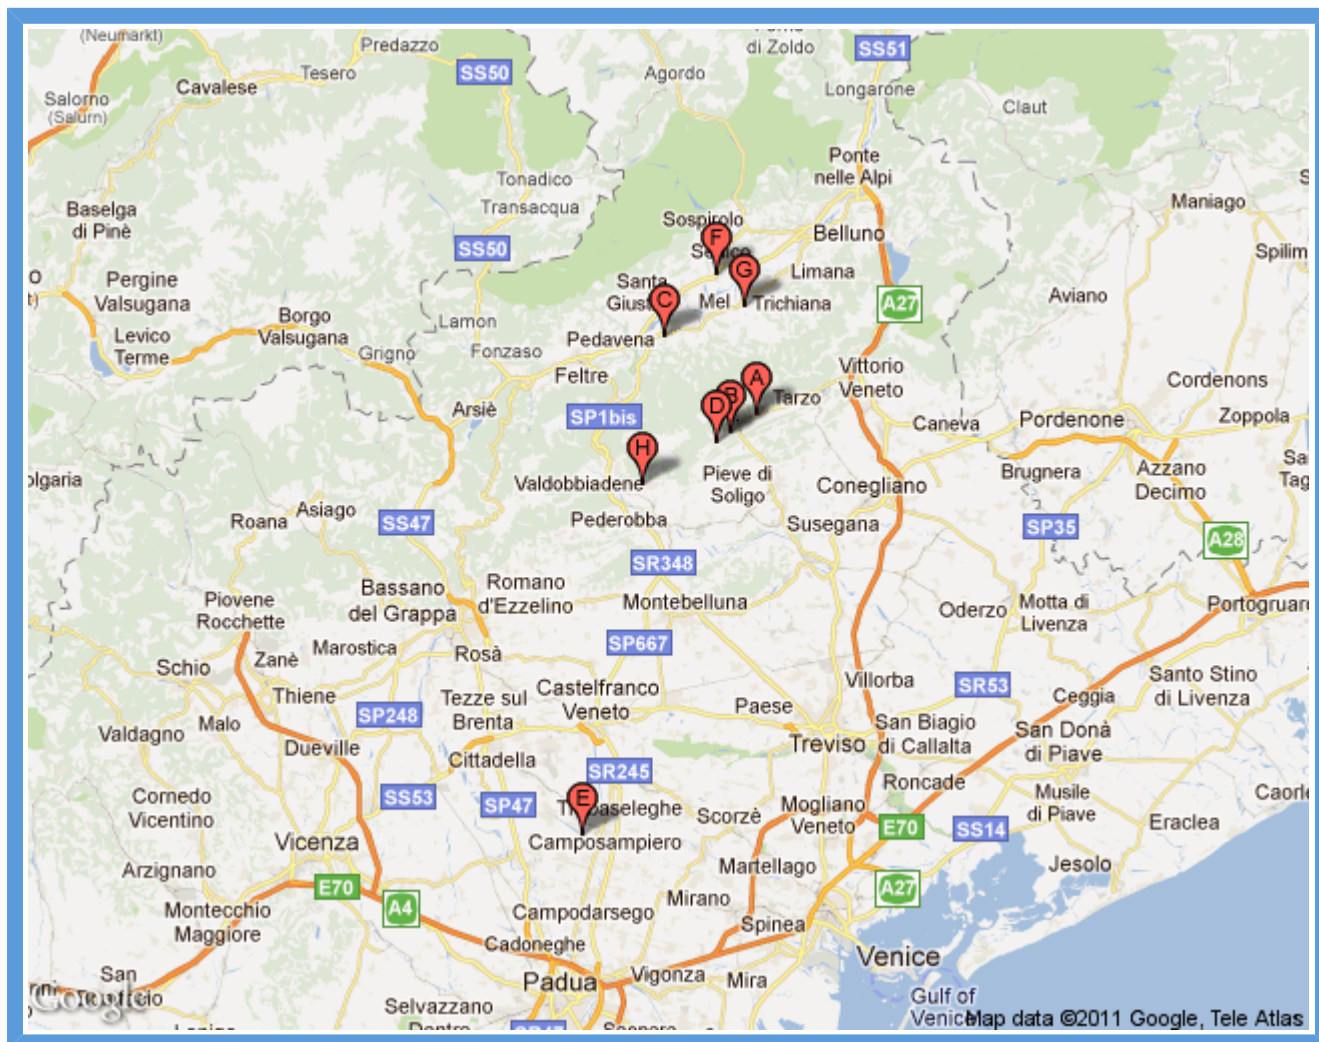 (Neumarkt)
Predazzo
di Zoldo
SS51
Cavalese
Tesero
SS50
Agordo
Longarone
Salorno
(Salurn)
Claut
Ponte
nelle Alpi
Tonadico
Transacqua
Maniago
Baselga
di Pinè
Sospirolo
F
Belluno
SS50
Spilim
Pergine
Valsugana
Santa
G
Limana
C
Mel
Trichiana
A27
Aviano
Borgo
Valsugana
Lamon
Levico
Terme
Grigno
Fonzaso
Pedavena
Feltre
Vittorio
Veneto
Cordenons
A
B
D
Tarzo
Arsiè
SP1bis
Caneva
Pordenone
Zoppola
H
Valdobbiadene
Pieve di
Soligo
Conegliano
Brugnera
Azzano
Decimo
olgaria
Asiago
Roana
SS47
Pederobba
Susegana
SP35
A28
SR348
Bassano
del Grappa
Romano
d'Ezzelino
Montebelluna
Piovene
Rocchette
Oderzo
Motta di
Livenza
Portogruar
Marostica
Rosà
SP667
Schio
Zanè
Thiene
Tezze sul
Brenta
Castelfranco
Veneto
Villorba
SR53
Ceggia
Santo Stino
di Livenza
Malo
SP248
Paese
Valdagno
Dueville
Treviso
San Biagio
di Callalta
San Donà
di Piave
Cittadella
SR245
Roncade
Cornedo
Vicentino
SS53
SP47
E
Scorzè
Mogliano
Veneto
Musile
di Piave
Caorle
E70
SS14
Eraclea
Vicenza
Camposampiero
Arzignano
E70
Martellago
Jesolo
A27
Montecchio
Maggiore
A4
Campodarsego
Mirano
Spinea
Cadoneghe
Venice
San
Padua
Vigonza
Mira
Google
Selvazzano
Gulf of
Venice
Map data ©2011 Google, Tele Atlas